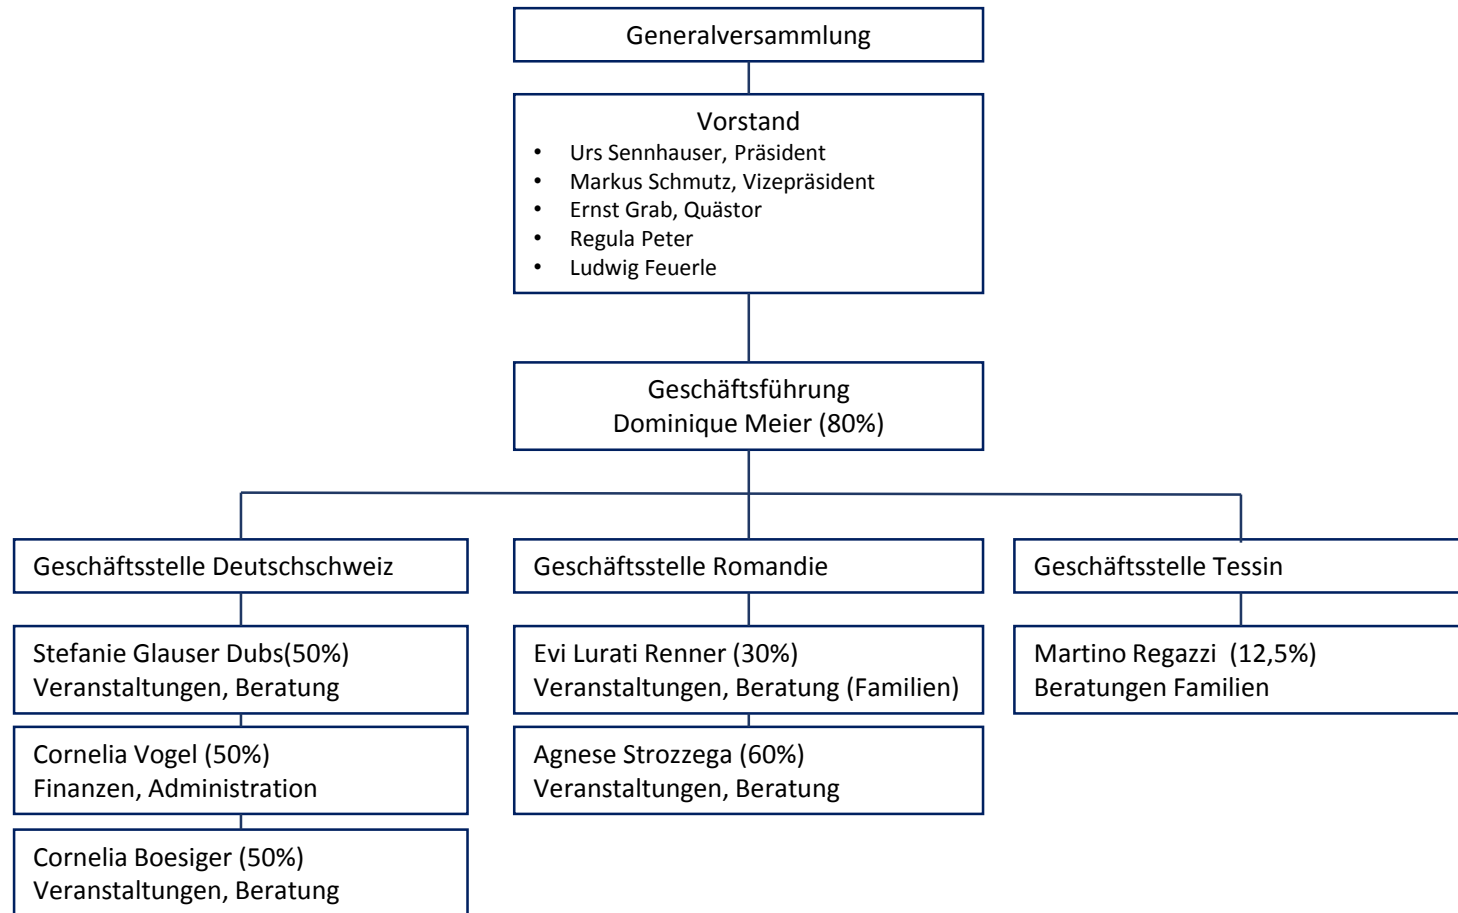 Generalversammlung
Vorstand
• Urs Sennhauser, Präsident
• Markus Schmutz, Vizepräsident
• Ernst Grab, Quästor
• Regula Peter
• Ludwig Feuerle
Geschäftsführung
Dominique Meier (80%)
Geschäftsstelle Deutschschweiz
Stefanie Glauser Dubs(50%)
Veranstaltungen, Beratung
Cornelia Vogel (50%)
Finanzen, Administration
Cornelia Boesiger (50%)
Veranstaltungen, Beratung
Geschäftsstelle Romandie
Evi Lurati Renner (30%)
Veranstaltungen, Beratung (Familien)
Agnese Strozzega (60%)
Veranstaltungen, Beratung
Geschäftsstelle Tessin
Martino Regazzi (12,5%)
Beratungen Familien